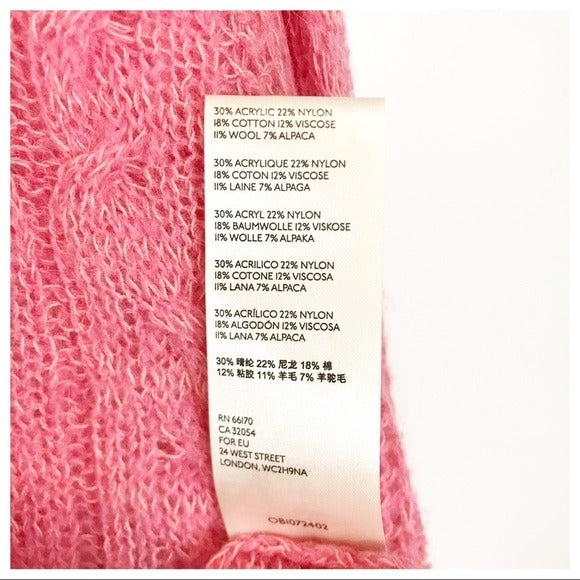 30% ACRYLIC 22% NYLON
18% COTTON 12% VISCOSE
11% WOOL 7% ALPACA
30% ACRYLIQUE 22% NYLON
18% COTON 12% VISCOSE
11% LAINE 7% ALPAGA
30% ACRYL 22% NYLON
18% BAUMWOLLE 12% VISKOSE
11% WOLLE 7% ALPAKA
30% ACRILICO 22% NYLON
18% COTONE 12% VISCOSA
11% LANA 7% ALPACA
30% ACRÍLICO 22% NYLON
18% ALGODÓN 12% VISCOSA
11% LANA 7% ALPACA
30% 晴纶 22% 尼龙 18% 棉
12% 粘胶 11% 羊毛 7% 羊驼毛
RN 66170
CA 32054
FOR EU
24 WEST STREET
LONDON, WC2H9NA
OB1072402